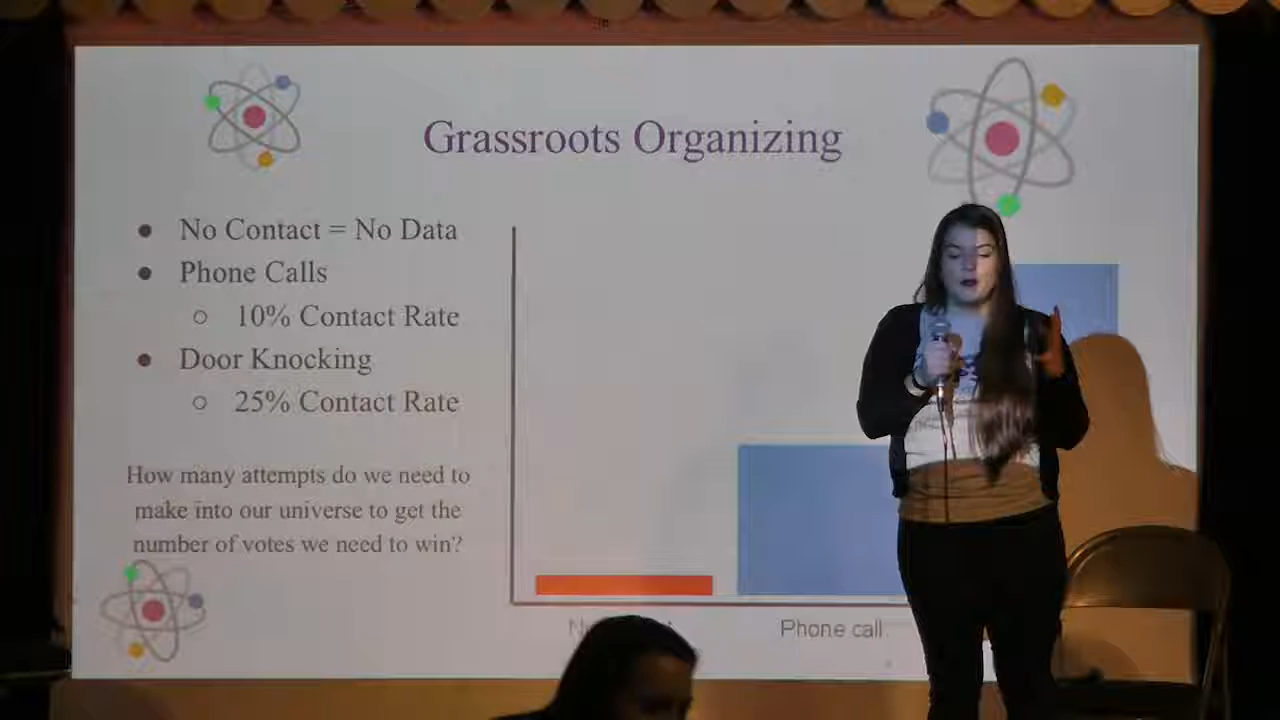 Grassroots Organizing
● No Contact = No Data
● Phone Calls
○ 10% Contact Rate
● Door Knocking
○ 25% Contact Rate
How many attempts do we need to
make into our universe to get the
number of votes we need to win?
Phone call